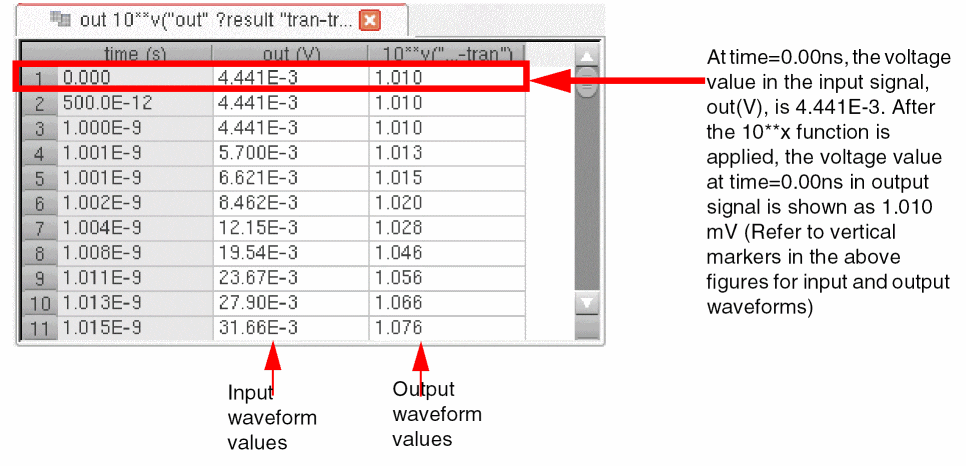 out 10**v("out" ?result "tran-tr...
time (s) out (V) 10**v("...-tran")
1 0.000 4.441E-3 1.010
2 500.0E-12 4.441E-3 1.010
3 1.000E-9 4.441E-3 1.010
4 1.001E-9 5.700E-3 1.013
5 1.001E-9 6.621E-3 1.015
6 1.002E-9 8.462E-3 1.020
7 1.004E-9 12.15E-3 1.028
8 1.008E-9 19.54E-3 1.046
9 1.011E-9 23.67E-3 1.056
10 1.013E-9 27.90E-3 1.066
11 1.015E-9 31.66E-3 1.076
At time=0.00ns, the voltage
value in the input signal,
out(V), is 4.441E-3. After
the 10**x function is
applied, the voltage value
at time=0.00ns in output
signal is shown as 1.010
mV (Refer to vertical
markers in the above
figures for input and output
waveforms)
Input
waveform
values
Output
waveform
values